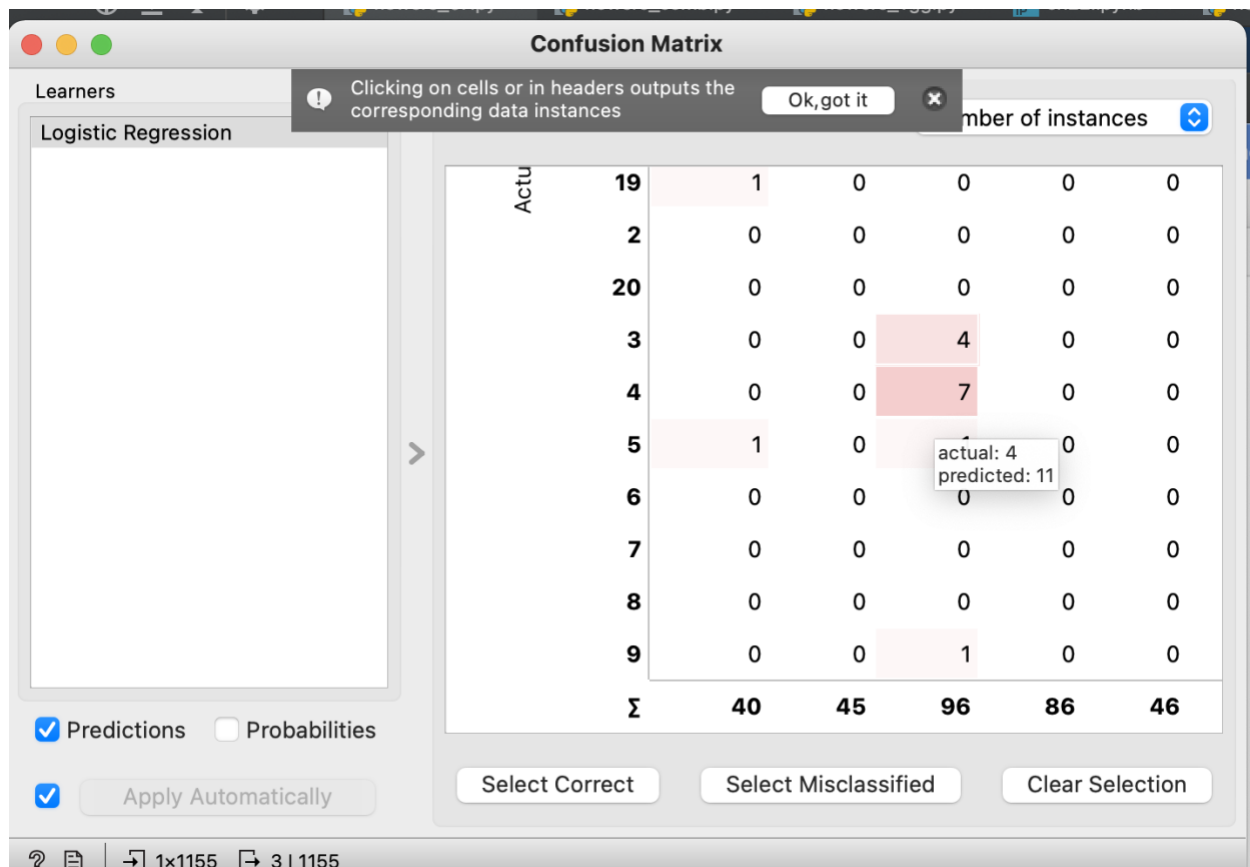 Confusion Matrix
Learners
Clicking on cells or in headers outputs the
corresponding data instances
Ok,got it
Logistic Regression
of instances
Actu
19 1 0 0 0 0
2 0 0 0 0 0
20 0 0 0 0 0
3 0 0 4 0 0
4 0 0 7 0 0
5 1 0 0 0
actual: 4
predicted: 11
6 0 0 0 0 0
7 0 0 0 0 0
8 0 0 0 0 0
9 0 0 1 0 0
Σ 40 45 96 86 46
Predictions Probabilities
Apply Automatically
Select Correct Select Misclassified Clear Selection
1×1155 3 | 1155